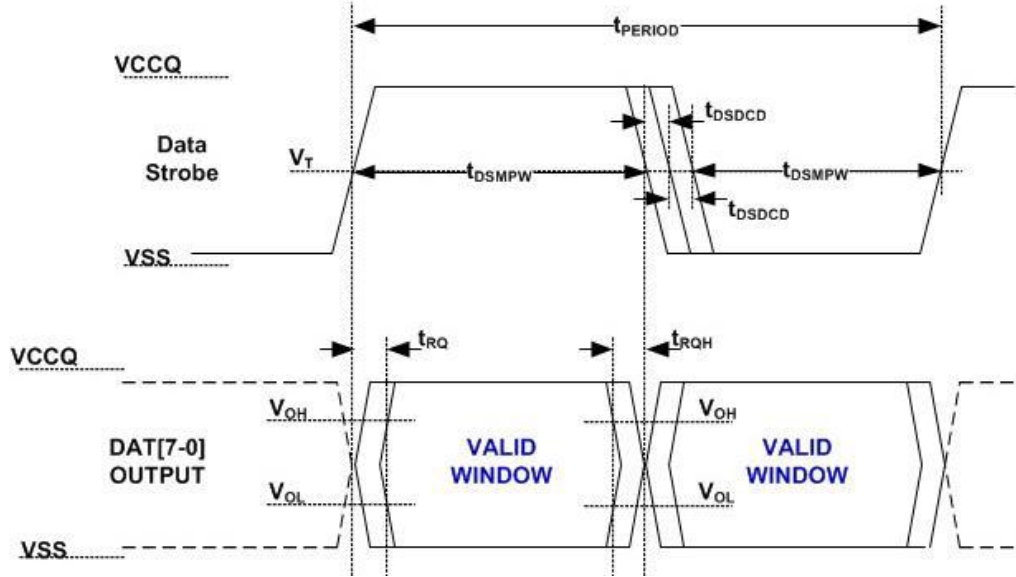 tPERIOD
VCCQ
tDSDCD
Data
Strobe
VT
tDSMPW
tDSMPW
tDSDCD
VSS
tRQ
tRQH
VCCQ
VOH
VOH
DAT[7-0]
OUTPUT
VALID
WINDOW
VALID
WINDOW
VOL
VOL
VSS